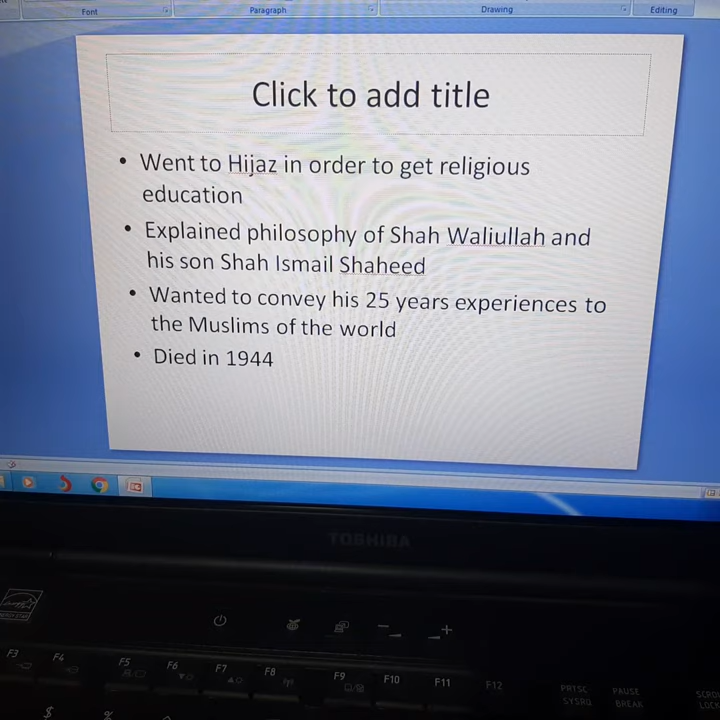 Font Paragraph Drawing Editing
Click to add title
• Went to Hijaz in order to get religious
education
• Explained philosophy of Shah Waliullah and
his son Shah Ismail Shaheed
• Wanted to convey his 25 years experiences to
the Muslims of the world
• Died in 1944
TOSHIBA
ENERGY STAR
F3 F4 F5 F6 F7 F8 F9 F10 F11 F12
PRTSC PAUSE
SYSRQ BREAK LOCK
$ %